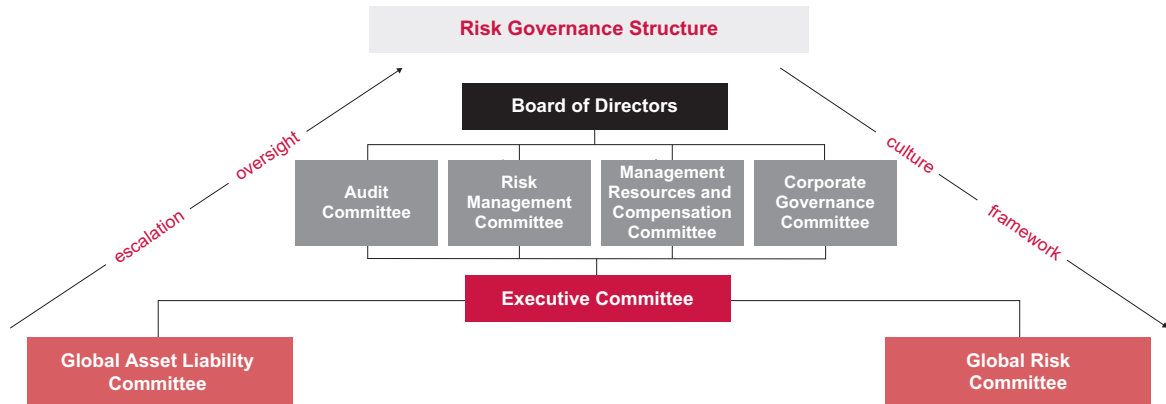 Risk Governance Structure
Board of Directors
oversight
escalation
culture
framework
Audit
Committee
Risk
Management
Committee
Management
Resources and
Compensation
Committee
Corporate
Governance
Committee
Executive Committee
Global Asset Liability
Committee
Global Risk
Committee